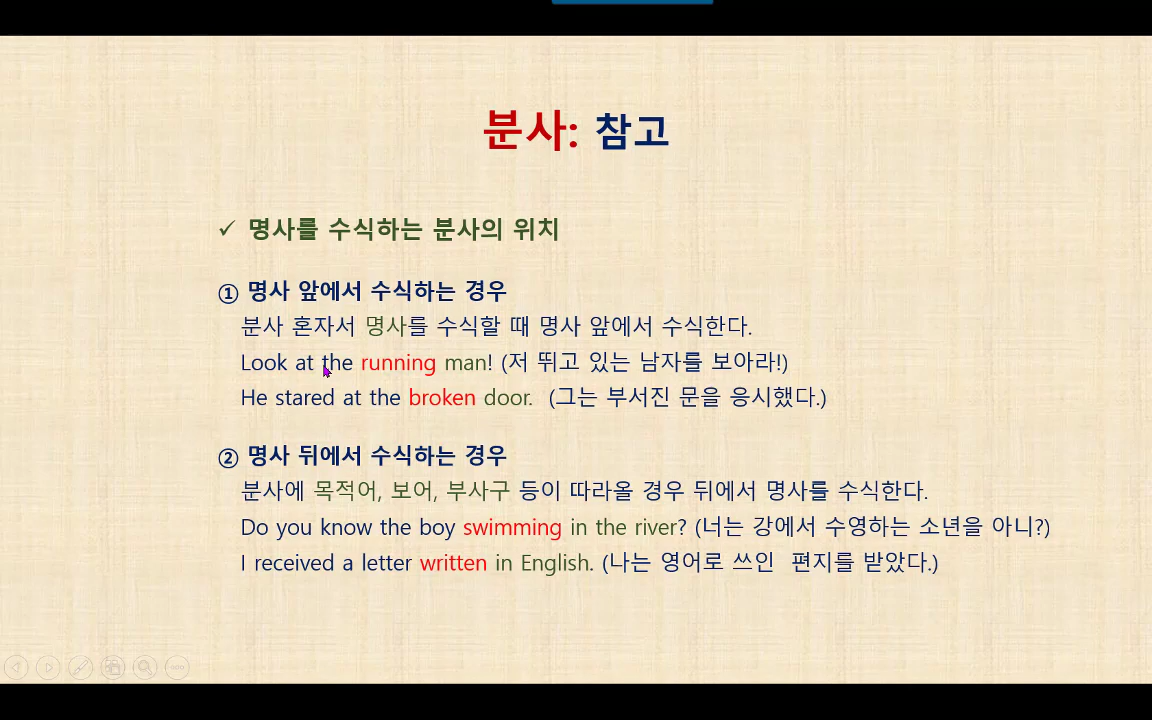 분사: 참고
✓ 명사를 수식하는 분사의 위치
① 명사 앞에서 수식하는 경우
분사 혼자서 명사를 수식할 때 명사 앞에서 수식한다.
Look at the running man! (저 뛰고 있는 남자를 보아라!)
He stared at the broken door. (그는 부서진 문을 응시했다.)
② 명사 뒤에서 수식하는 경우
분사에 목적어, 보어, 부사구 등이 따라올 경우 뒤에서 명사를 수식한다.
Do you know the boy swimming in the river? (너는 강에서 수영하는 소년을 아니?)
I received a letter written in English. (나는 영어로 쓰인 편지를 받았다.)